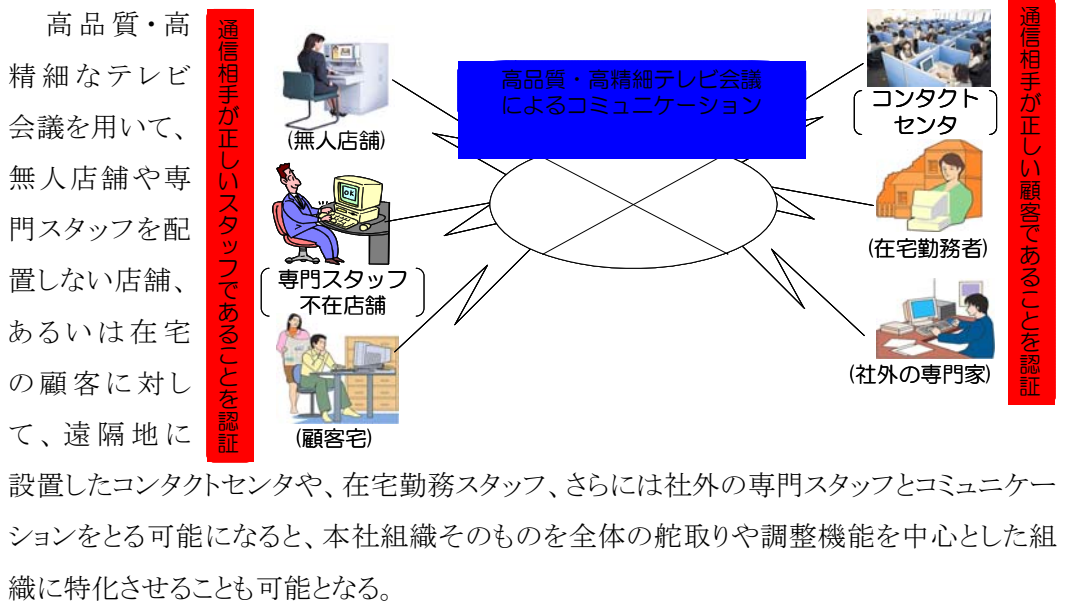 高品質・高
精細なテレビ
会議を用いて、
無人店舗や専
門スタッフを配
置しない店舗、
あるいは在宅
の顧客に対し
て、遠隔地に
設置したコンタクトセンタや、在宅勤務スタッフ、さらには社外の専門スタッフとコミュニケー
ションをとる可能になると、本社組織そのものを全体の舵取りや調整機能を中心とした組
織に特化させることも可能となる。
通信相手が正しいスタッフであることを認証
(無人店舗)
専門スタッフ
不在店舗
(顧客宅)
高品質・高精細テレビ会議
によるコミュニケーション
コンタクト
センタ
(在宅勤務者)
(社外の専門家)
通信相手が正しい顧客であることを認証
OK